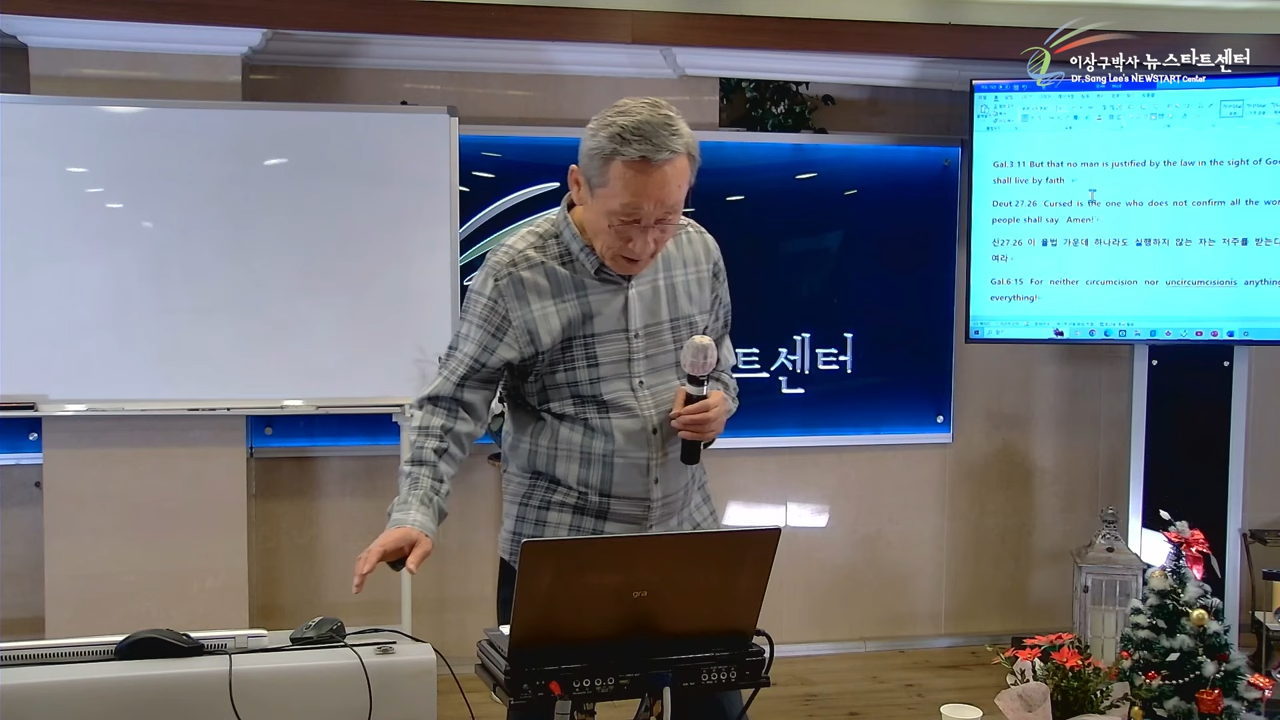 이상구박사 뉴스타트센터
Dr.Sang Lee's NEWSTART Center
Gal.3.11 But that no man is justified by the law in the sight of Go
shall live by faith
Deut.27.26 Cursed is the one who does not confirm all the wor
people shall say Amen!
신27.26 이 율법 가운데 하나라도 실행하지 않는 자는 저주를 받는다
여라
Gal.6:15 For neither circumcision nor uncircumcisionis anything
everything!
트센터
gra